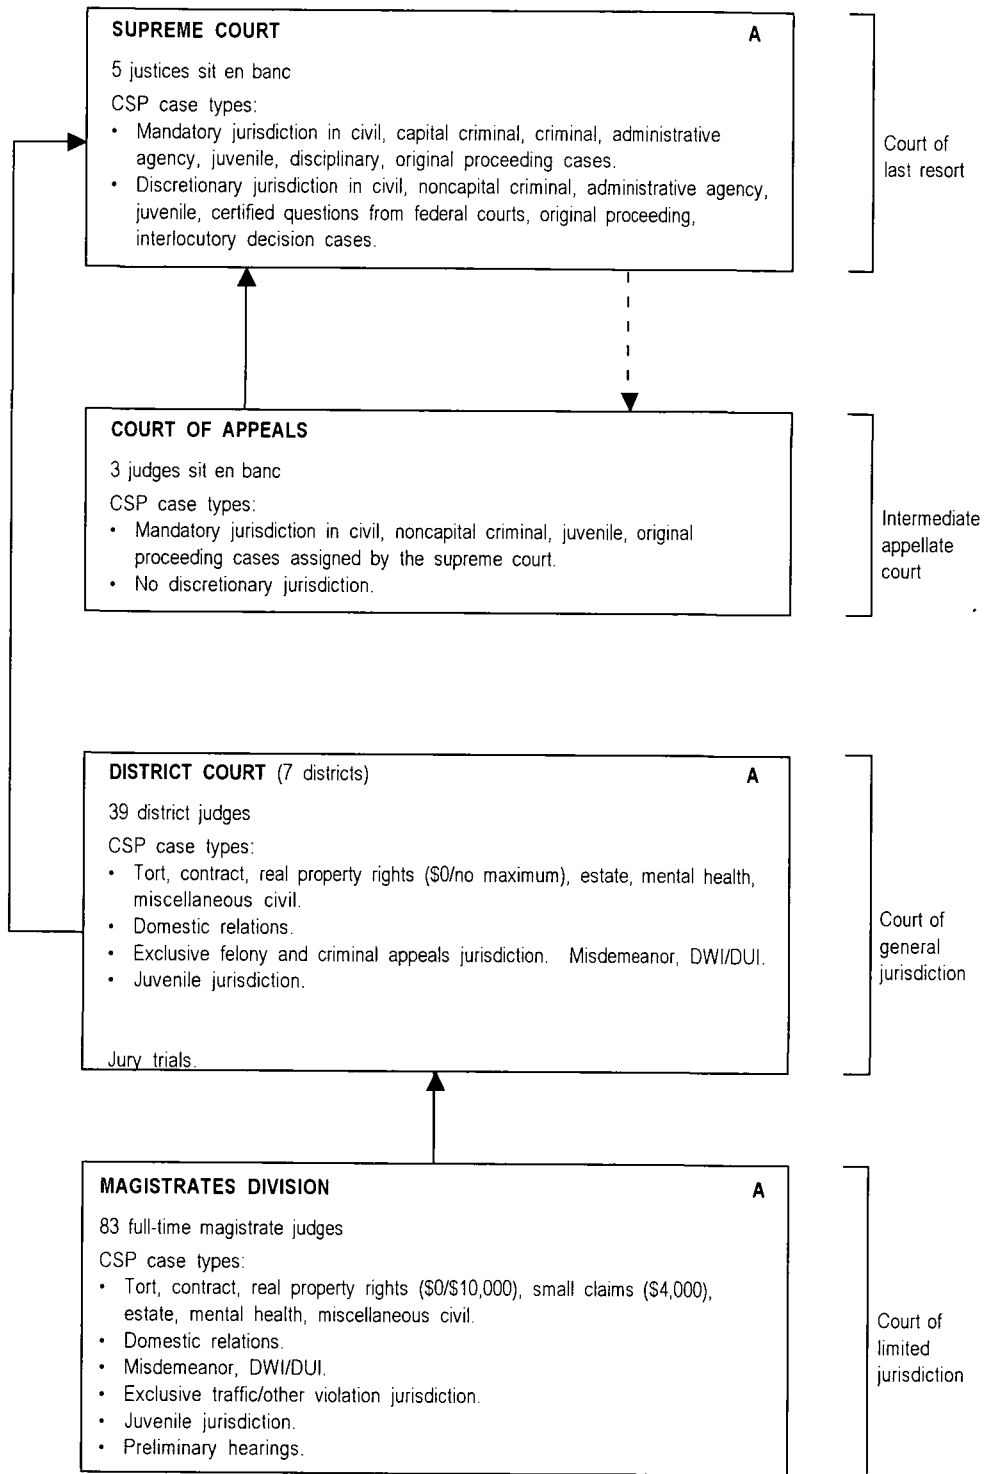 SUPREME COURT A
5 justices sit en banc
CSP case types:
• Mandatory jurisdiction in civil, capital criminal, criminal, administrative
agency, juvenile, disciplinary, original proceeding cases.
• Discretionary jurisdiction in civil, noncapital criminal, administrative agency,
juvenile, certified questions from federal courts, original proceeding,
interlocutory decision cases.
Court of
last resort
COURT OF APPEALS
3 judges sit en banc
CSP case types:
• Mandatory jurisdiction in civil, noncapital criminal, juvenile, original
proceeding cases assigned by the supreme court.
• No discretionary jurisdiction.
Intermediate
appellate
court
DISTRICT COURT (7 districts) A
39 district judges
CSP case types:
• Tort, contract, real property rights ($0/no maximum), estate, mental health,
miscellaneous civil.
• Domestic relations.
• Exclusive felony and criminal appeals jurisdiction. Misdemeanor, DWI/DUI.
• Juvenile jurisdiction.
Jury trials.
Court of
general
jurisdiction
MAGISTRATES DIVISION A
83 full-time magistrate judges
CSP case types:
• Tort, contract, real property rights ($0/$10,000), small claims ($4,000),
estate, mental health, miscellaneous civil.
• Domestic relations.
• Misdemeanor, DWI/DUI.
• Exclusive traffic/other violation jurisdiction.
• Juvenile jurisdiction.
• Preliminary hearings.
Court of
limited
jurisdiction